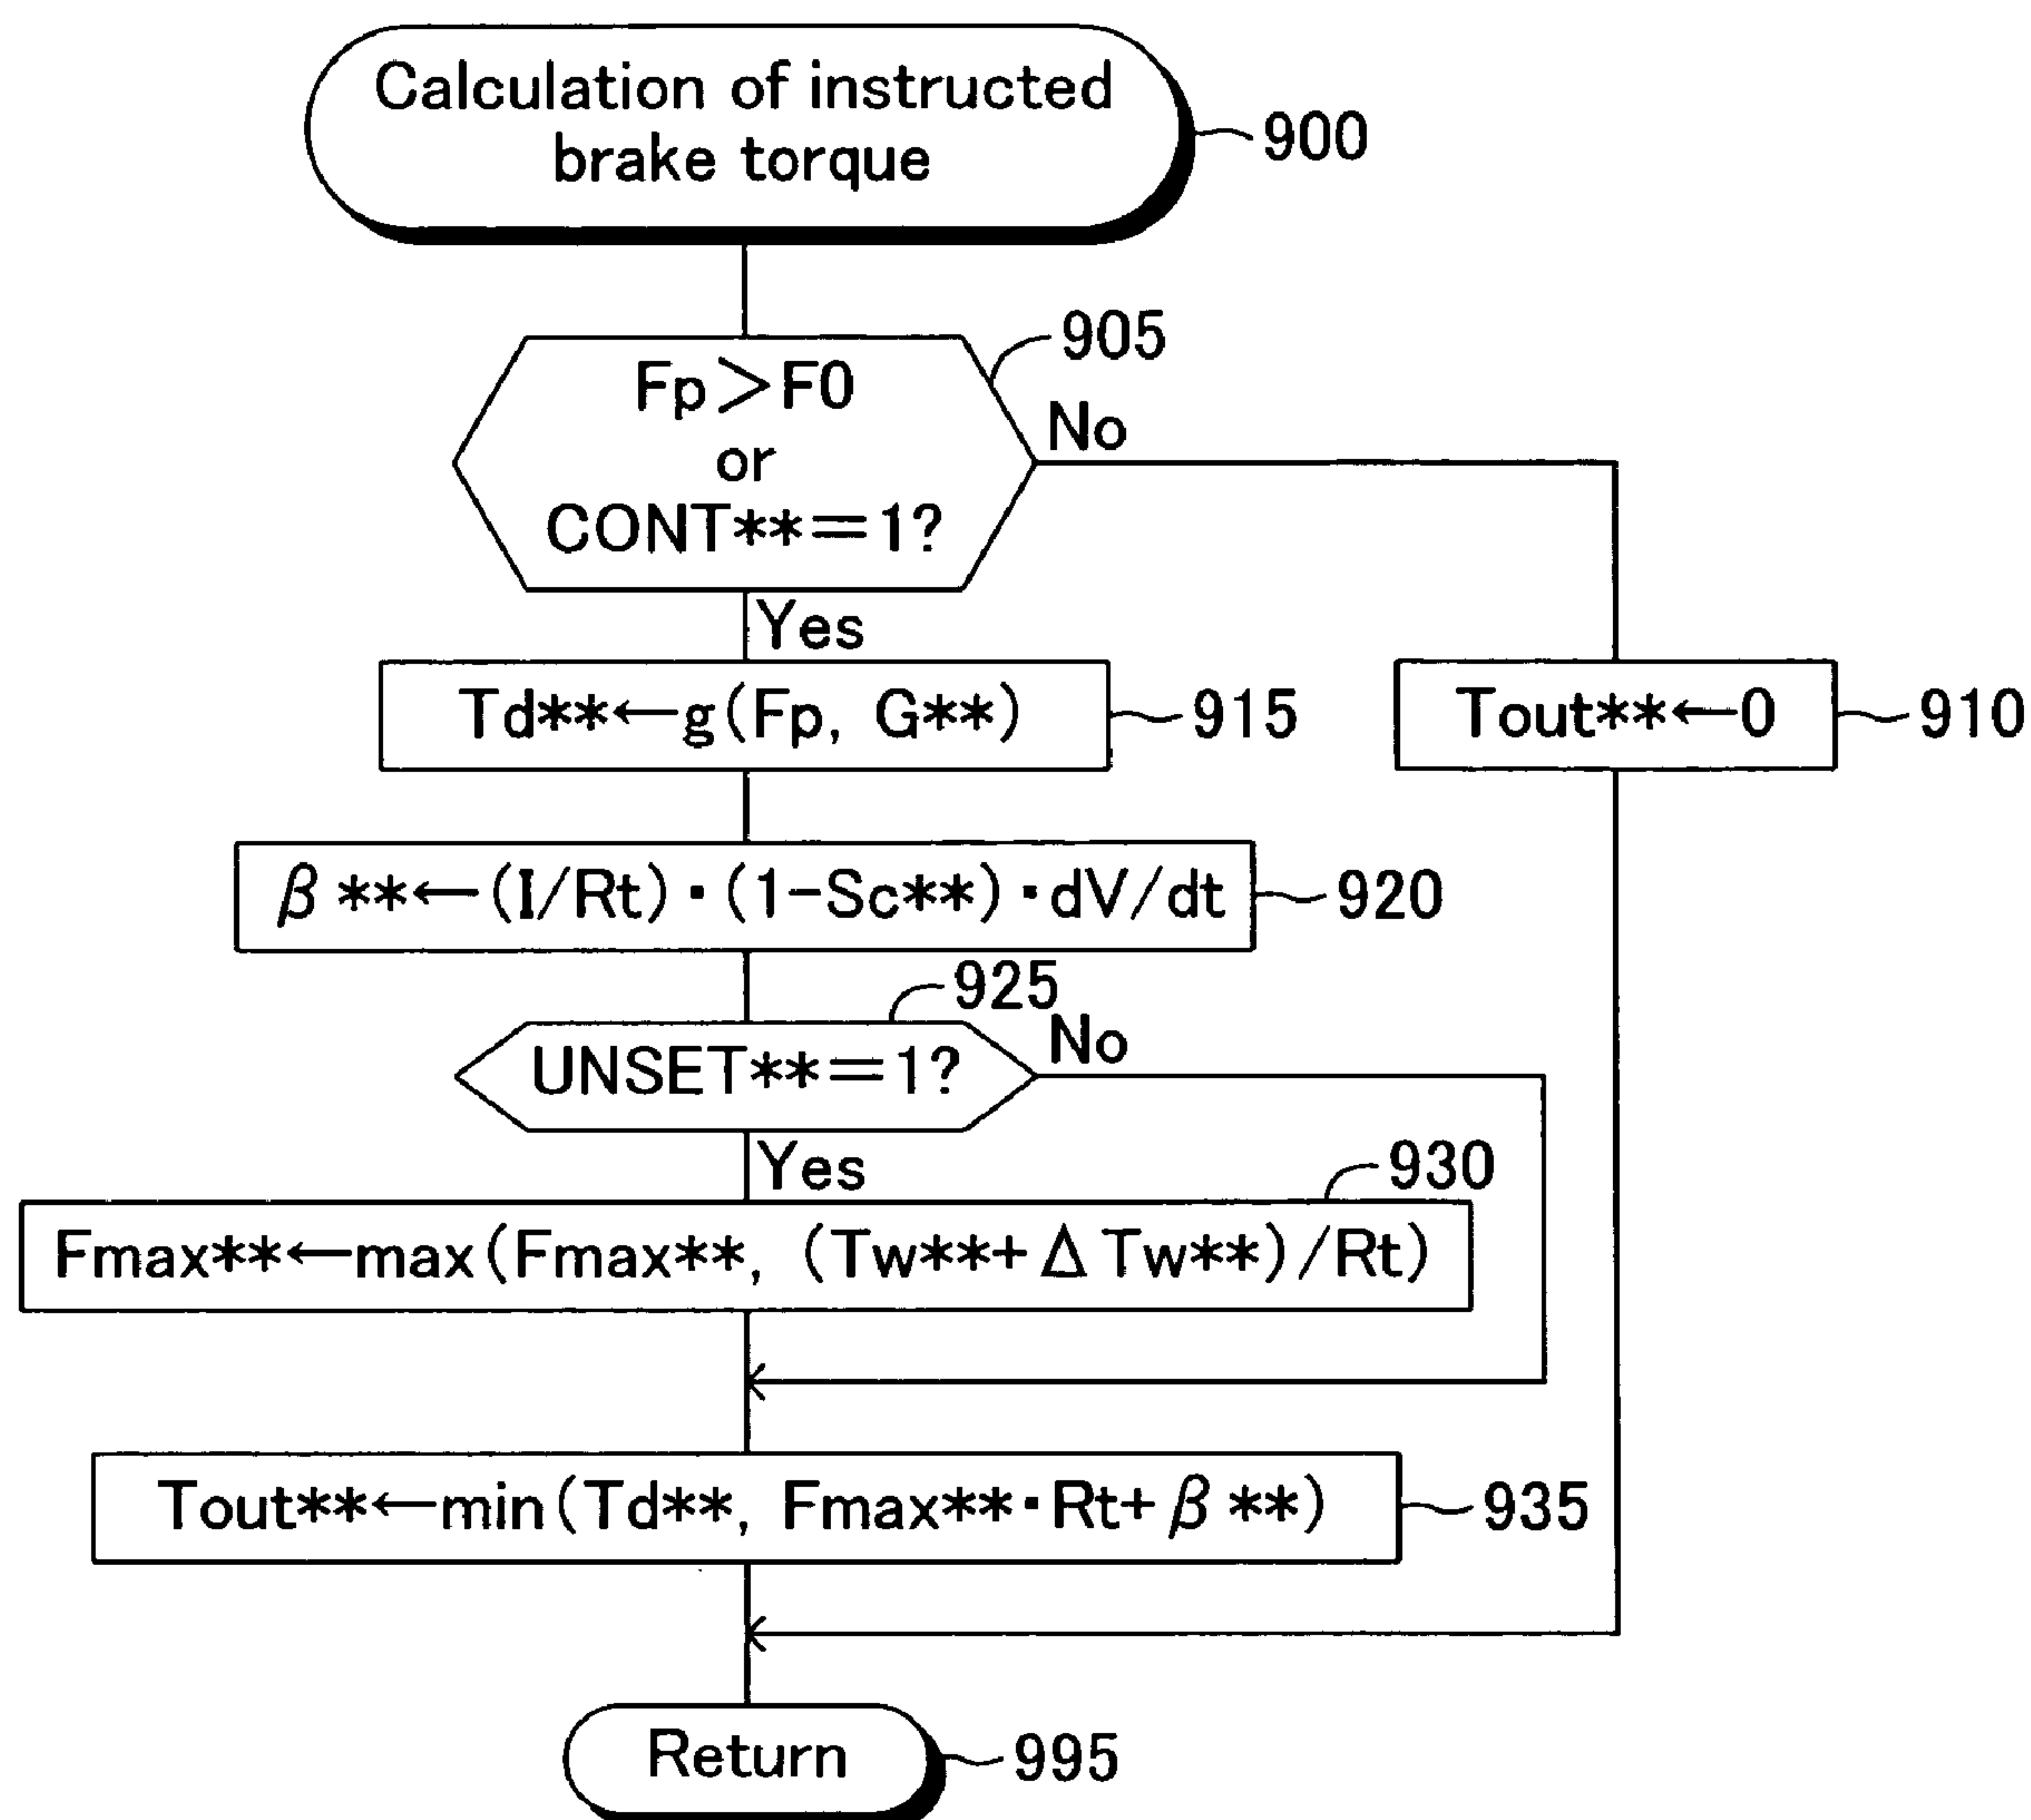 Calculation of instructed
brake torque
900
905
Fp>F0
or
CONT**=1?
No
Yes
Td**←g(Fp, G**)
915
Tout**←0
910
β**←(I/Rt)·(1-Sc**)·dV/dt
920
925
UNSET**=1?
No
Yes
930
Fmax**←max(Fmax**, (Tw**+ΔTw**)/Rt)
Tout**←min(Td**, Fmax**·Rt+β**)
935
Return
995